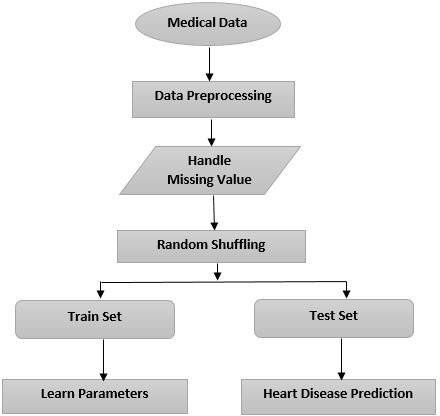 Medical Data
Data Preprocessing
Handle
Missing Value
Random Shuffling
Train Set
Test Set
Learn Parameters
Heart Disease Prediction